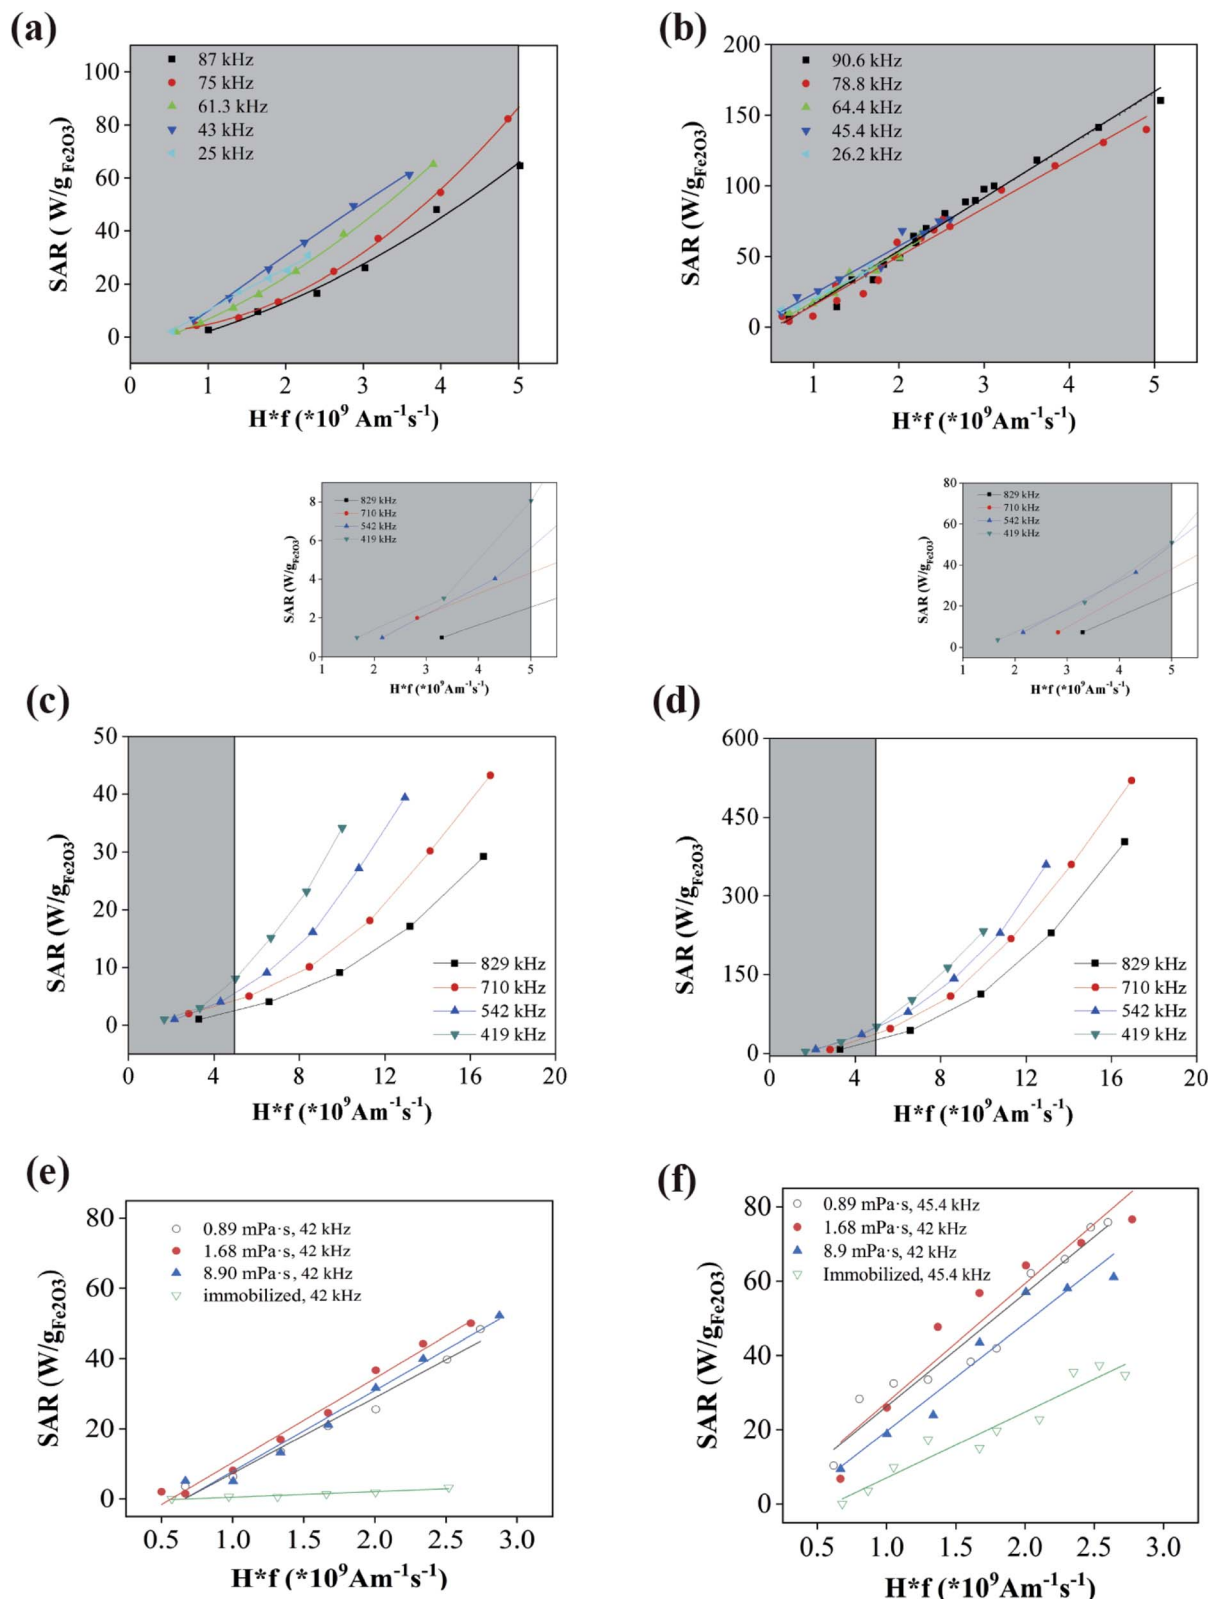 (a)
100
80
60
40
20
0
SAR ( W/g Fe2O3)
87 kHz
75 kHz
61.3 kHz
43 kHz
25 kHz
0 1 2 3 4 5
H*f (*10⁹ Am⁻¹s⁻¹)
(b)
200
150
100
50
0
SAR (W/gFe2O3)
90.6 kHz
78.8 kHz
64.4 kHz
45.4 kHz
26.2 kHz
1 2 3 4 5
H*f (*10⁹ Am⁻¹s⁻¹)
8
6
4
2
0
SAR (W/gFe2O3)
829 kHz
710 kHz
542 kHz
419 kHz
1 2 3 4 5
H*f (*10⁹Am⁻¹s⁻¹)
80
60
40
20
0
SAR (W/gFe2O3)
829 kHz
710 kHz
542 kHz
419 kHz
1 2 3 4 5
H*f (*10⁹Am⁻¹s⁻¹)
(c)
50
40
30
20
10
0
SAR (W/gFe2O3)
829 kHz
710 kHz
542 kHz
419 kHz
0 4 8 12 16 20
H*f (*10⁹Am⁻¹s⁻¹)
(d)
600
450
300
150
0
SAR (W/gFe2O3)
829 kHz
710 kHz
542 kHz
419 kHz
0 4 8 12 16 20
H*f (*10⁹Am⁻¹s⁻¹)
(e)
80
60
40
20
0
SAR (W/gFe2O3)
0.89 mPa·s, 42 kHz
1.68 mPa·s, 42 kHz
8.90 mPa·s, 42 kHz
immobilized, 42 kHz
0.5 1.0 1.5 2.0 2.5 3.0
H*f (*10⁹Am⁻¹s⁻¹)
(f)
80
60
40
20
0
SAR (W/gFe2O3)
0.89 mPa·s, 45.4 kHz
1.68 mPa·s, 42 kHz
8.9 mPa·s, 42 kHz
Immobilized, 45.4 kHz
0.5 1.0 1.5 2.0 2.5 3.0
H*f (*10⁹Am⁻¹s⁻¹)